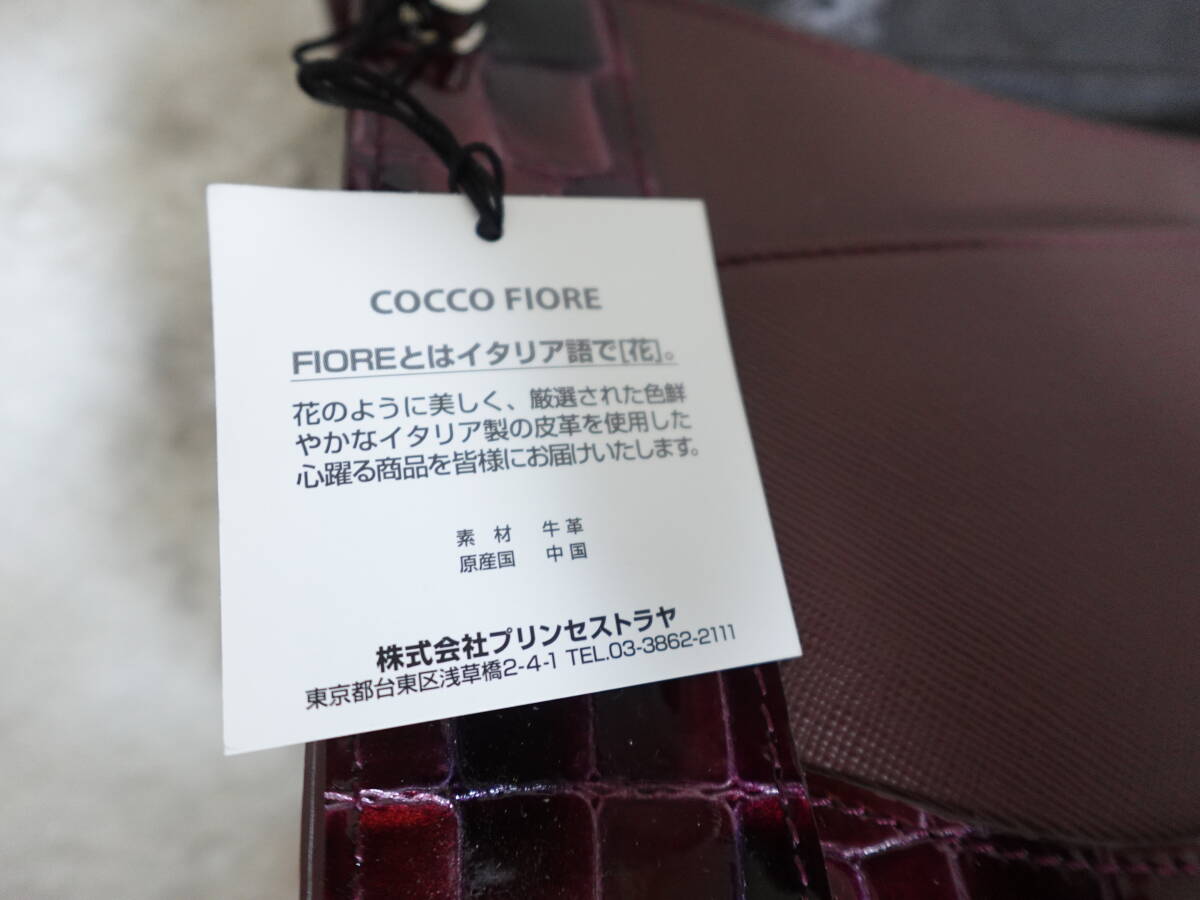 COCCO FIORE
FIOREとはイタリア語で[花]。
花のように美しく、厳選された色鮮
やかなイタリア製の皮革を使用した
心躍る商品を皆様にお届けいたします。
素 材 牛 革
原産国 中 国
株式会社プリンセストラヤ
東京都台東区浅草橋2-4-1 TEL.03-3862-2111